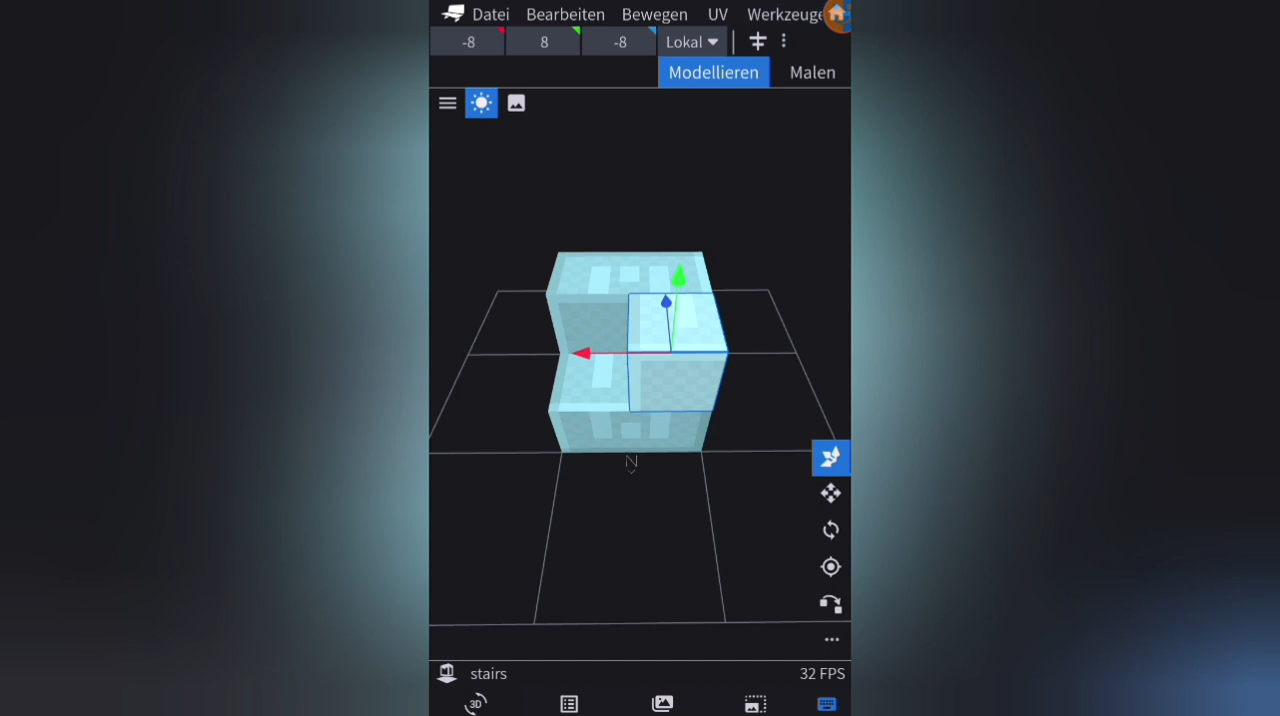 Datei Bearbeiten Bewegen UV Werkzeuge
-8 8 -8 Lokal
Modellieren Malen
N
stairs 32 FPS
3D